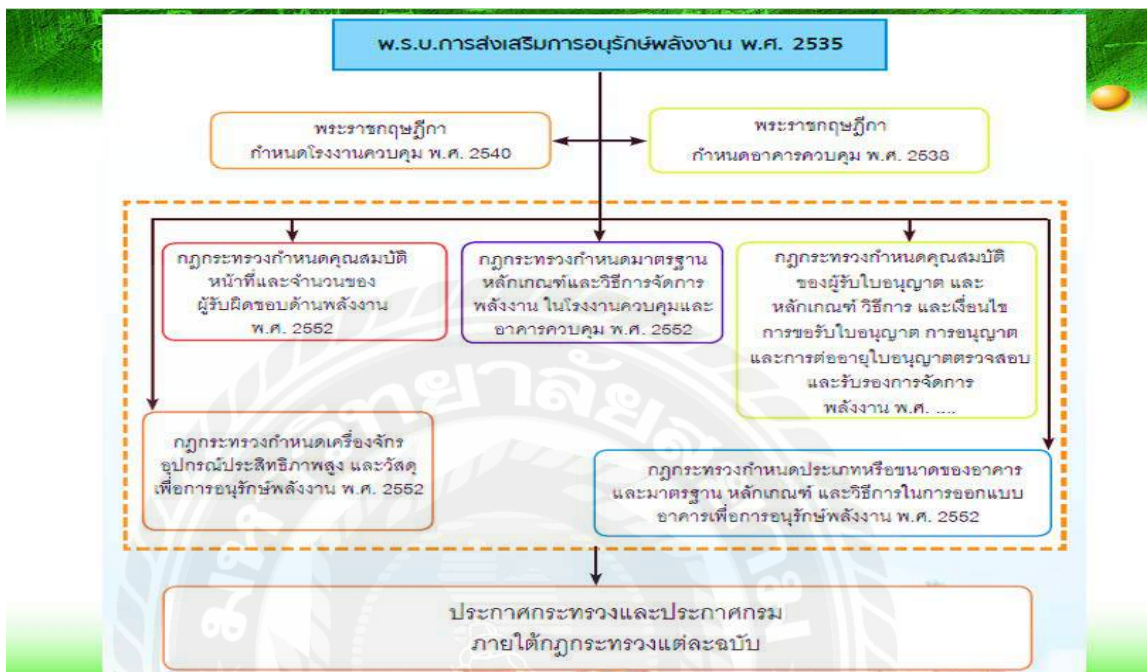 พ.ร.บ.การส่งเสริมการอนุรักษ์พลังงาน พ.ศ. 2535
พระราชกฤษฎีกา
กำหนดโรงงานควบคุม พ.ศ. 2540
พระราชกฤษฎีกา
กำหนดอาคารควบคุม พ.ศ. 2538
กฎกระทรวงกำหนดคุณสมบัติ
หน้าที่และจำนวนของ
ผู้รับผิดชอบด้านพลังงาน
พ.ศ. 2552
กฎกระทรวงกำหนดมาตรฐาน
หลักเกณฑ์และวิธีการจัดการ
พลังงาน ในโรงงานควบคุมและ
อาคารควบคุม พ.ศ. 2552
กฎกระทรวงกำหนดคุณสมบัติ
ของผู้รับใบอนุญาต และ
หลักเกณฑ์ วิธีการ และเงื่อนไข
การขอรับใบอนุญาต การอนุญาต
และการต่ออายุใบอนุญาตตรวจสอบ
และรับรองการจัดการ
พลังงาน พ.ศ. ....
กฎกระทรวงกำหนดเครื่องจักร
อุปกรณ์ประสิทธิภาพสูง และวัสดุ
เพื่อการอนุรักษ์พลังงาน พ.ศ. 2552
กฎกระทรวงกำหนดประเภทหรือขนาดของอาคาร
และมาตรฐาน หลักเกณฑ์ และวิธีการในการออกแบบ
อาคารเพื่อการอนุรักษ์พลังงาน พ.ศ. 2552
ประกาศกระทรวงและประกาศกรม
ภายใต้กฎกระทรวงแต่ละฉบับ